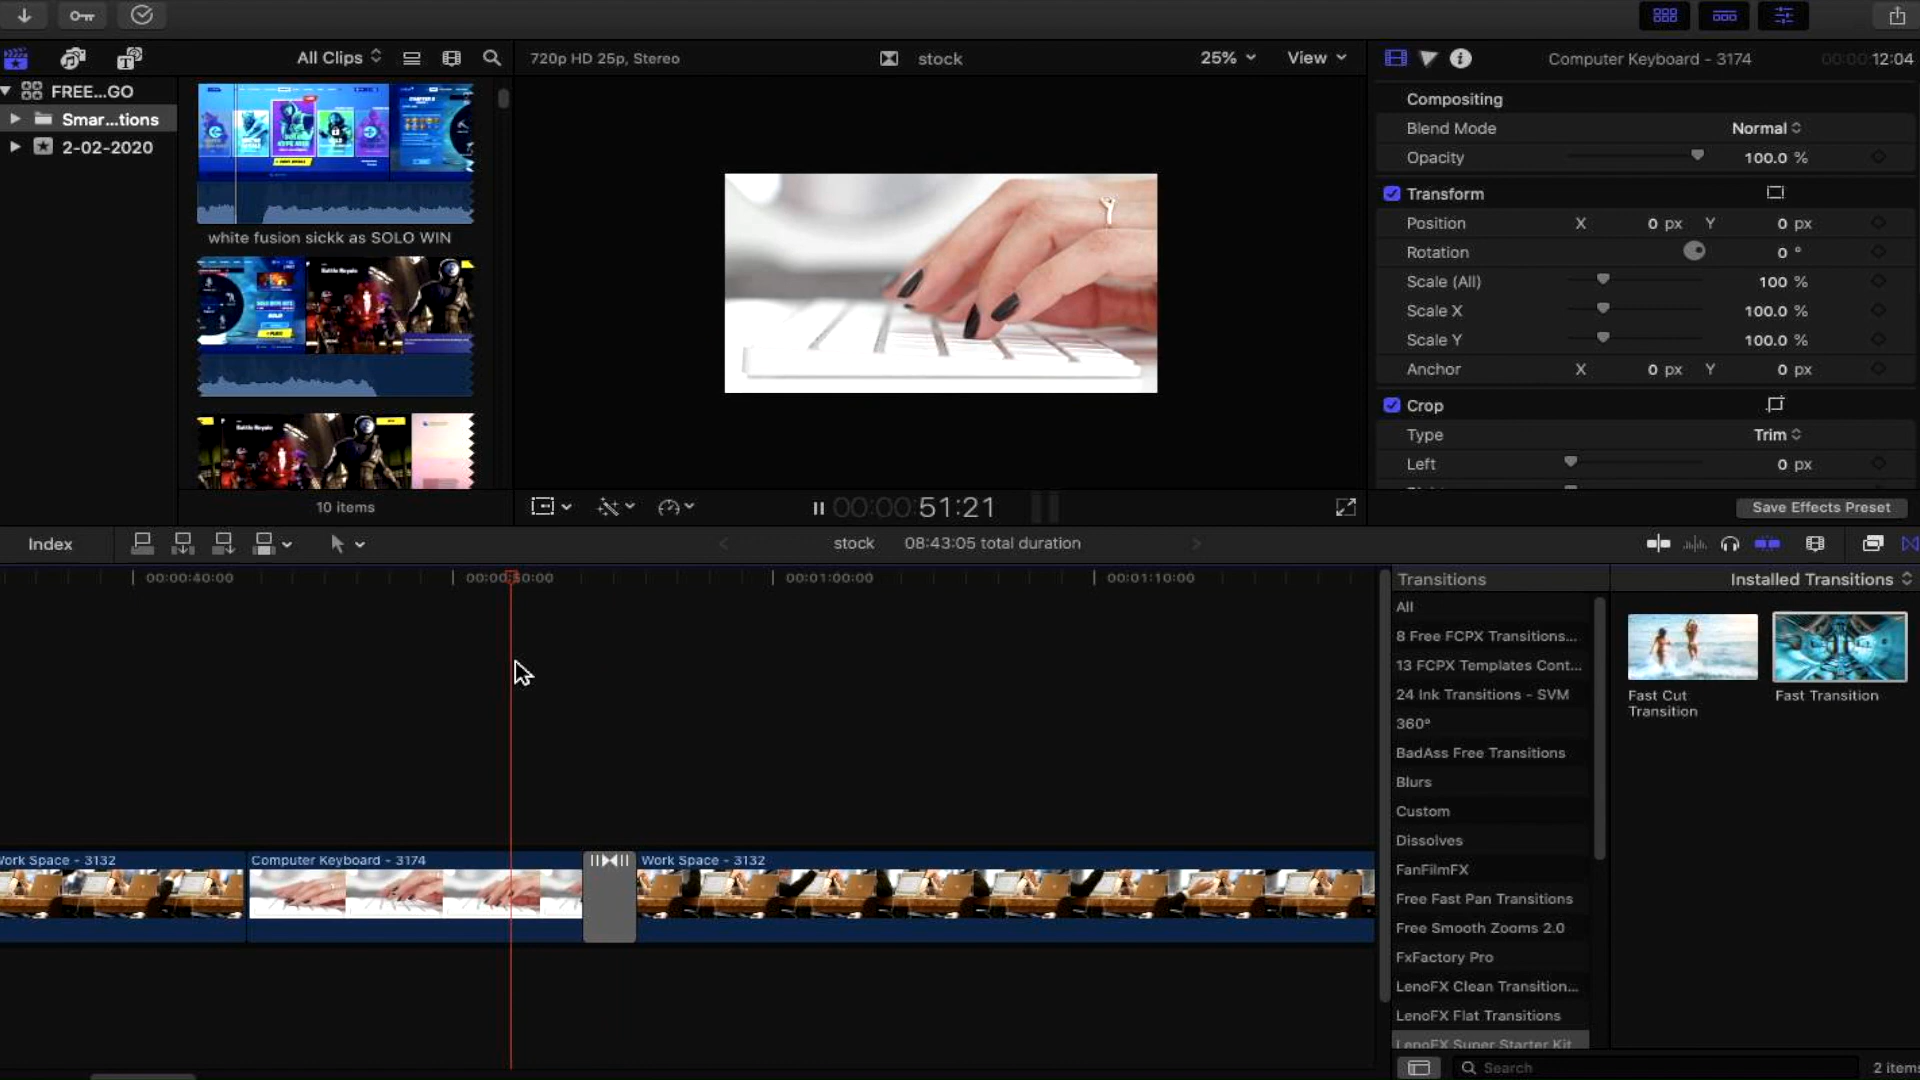 All Clips
720p HD 25p, Stereo
stock
25%
View
Computer Keyboard - 3174
00:00:12:04
FREE...GO
Smar...tions
2-02-2020
white fusion sickk as SOLO WIN
10 items
Compositing
Blend Mode
Normal
Opacity
100.0 %
Transform
Position
X
0 px
Y
0 px
Rotation
0 °
Scale (All)
100 %
Scale X
100.0 %
Scale Y
100.0 %
Anchor
X
0 px
Y
0 px
Crop
Type
Trim
Left
0 px
Save Effects Preset
00:00:51:21
Index
stock
08:43:05 total duration
00:00:40:00
00:00:50:00
00:01:00:00
00:01:10:00
Work Space - 3132
Computer Keyboard - 3174
Work Space - 3132
Transitions
Installed Transitions
All
8 Free FCPX Transitions...
13 FCPX Templates Cont...
24 Ink Transitions - SVM
360°
BadAss Free Transitions
Blurs
Custom
Dissolves
FanFilmFX
Free Fast Pan Transitions
Free Smooth Zooms 2.0
FxFactory Pro
LenoFX Clean Transition...
LenoFX Flat Transitions
LenoFX Super Starter Kit
Fast Cut
Transition
Fast Transition
Search
2 items